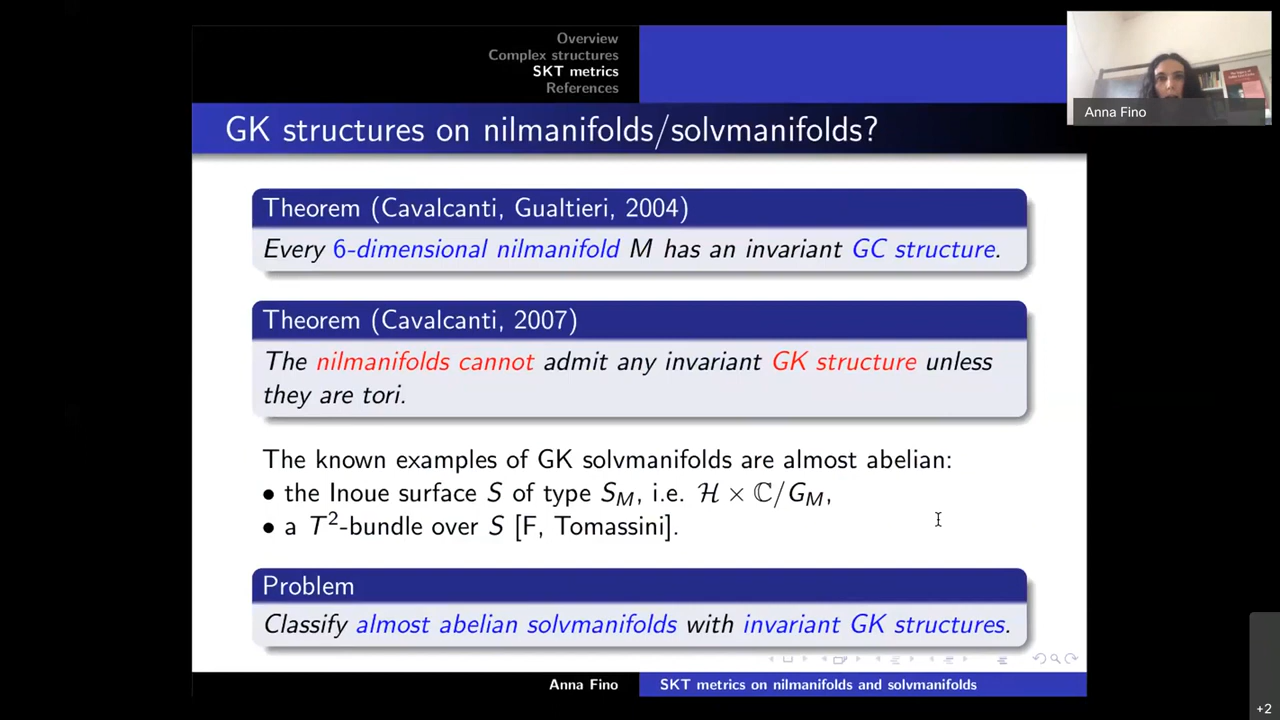 Overview
Complex structures
SKT metrics
References
GK structures on nilmanifolds/solvmanifolds?
Theorem (Cavalcanti, Gualtieri, 2004)
Every 6-dimensional nilmanifold M has an invariant GC structure.
Theorem (Cavalcanti, 2007)
The nilmanifolds cannot admit any invariant GK structure unless
they are tori.
The known examples of GK solvmanifolds are almost abelian:
• the Inoue surface S of type S_M, i.e. ℋ × ℂ/G_M,
• a T²-bundle over S [F, Tomassini].
Problem
Classify almost abelian solvmanifolds with invariant GK structures.
Anna Fino
SKT metrics on nilmanifolds and solvmanifolds
Anna Fino
+2